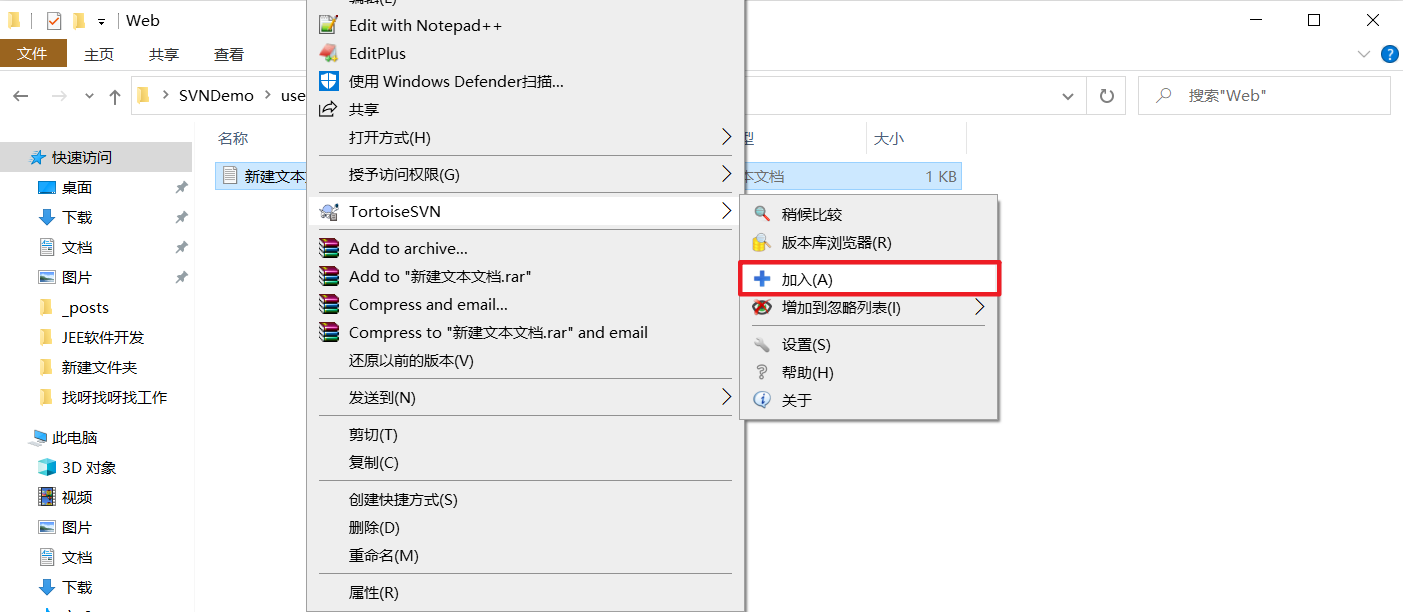 Web
文件
主页
共享
查看
SVNDemo
use
搜索"Web"
名称
型
大小
新建文本
本文档
1 KB
快速访问
桌面
下载
文档
图片
_posts
JEE软件开发
新建文件夹
找呀找呀找工作
此电脑
3D 对象
视频
图片
文档
下载
编辑(E)
Edit with Notepad++
EditPlus
使用 Windows Defender扫描...
共享
打开方式(H)
授予访问权限(G)
TortoiseSVN
Add to archive...
Add to "新建文本文档.rar"
Compress and email...
Compress to "新建文本文档.rar" and email
还原以前的版本(V)
发送到(N)
剪切(T)
复制(C)
创建快捷方式(S)
删除(D)
重命名(M)
属性(R)
稍候比较
版本库浏览器(R)
加入(A)
增加到忽略列表(I)
设置(S)
帮助(H)
关于